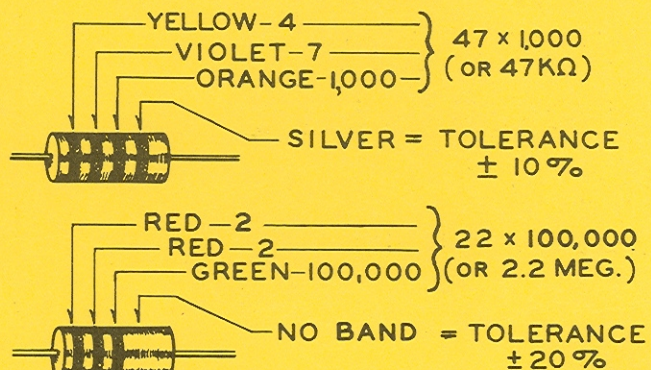 YELLOW-4
VIOLET-7
ORANGE-1,000
47 x 1,000
(OR 47KΩ)
SILVER = TOLERANCE
± 10%
RED-2
RED-2
GREEN-100,000
22 x 100,000
(OR 2.2 MEG.)
NO BAND = TOLERANCE
± 20%